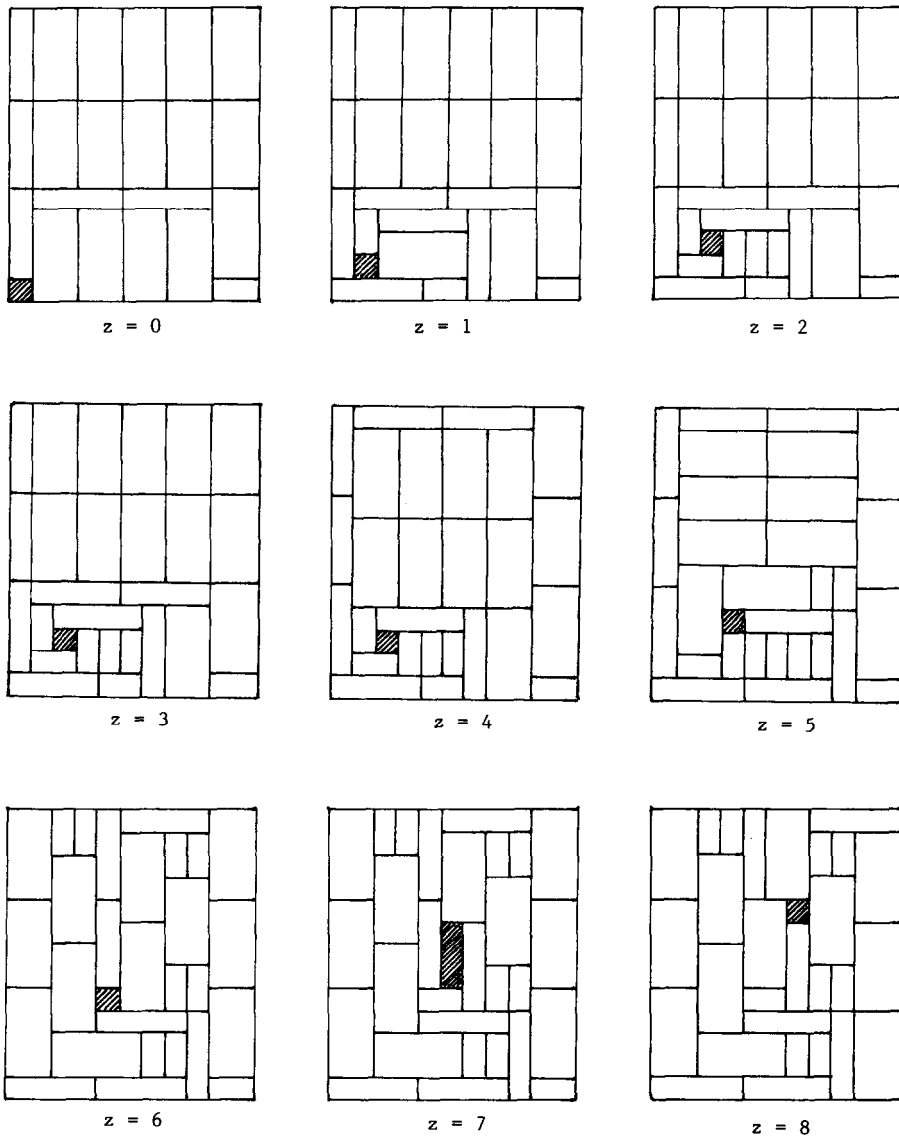 z = 0
z = 1
z = 2
z = 3
z = 4
z = 5
z = 6
z = 7
z = 8